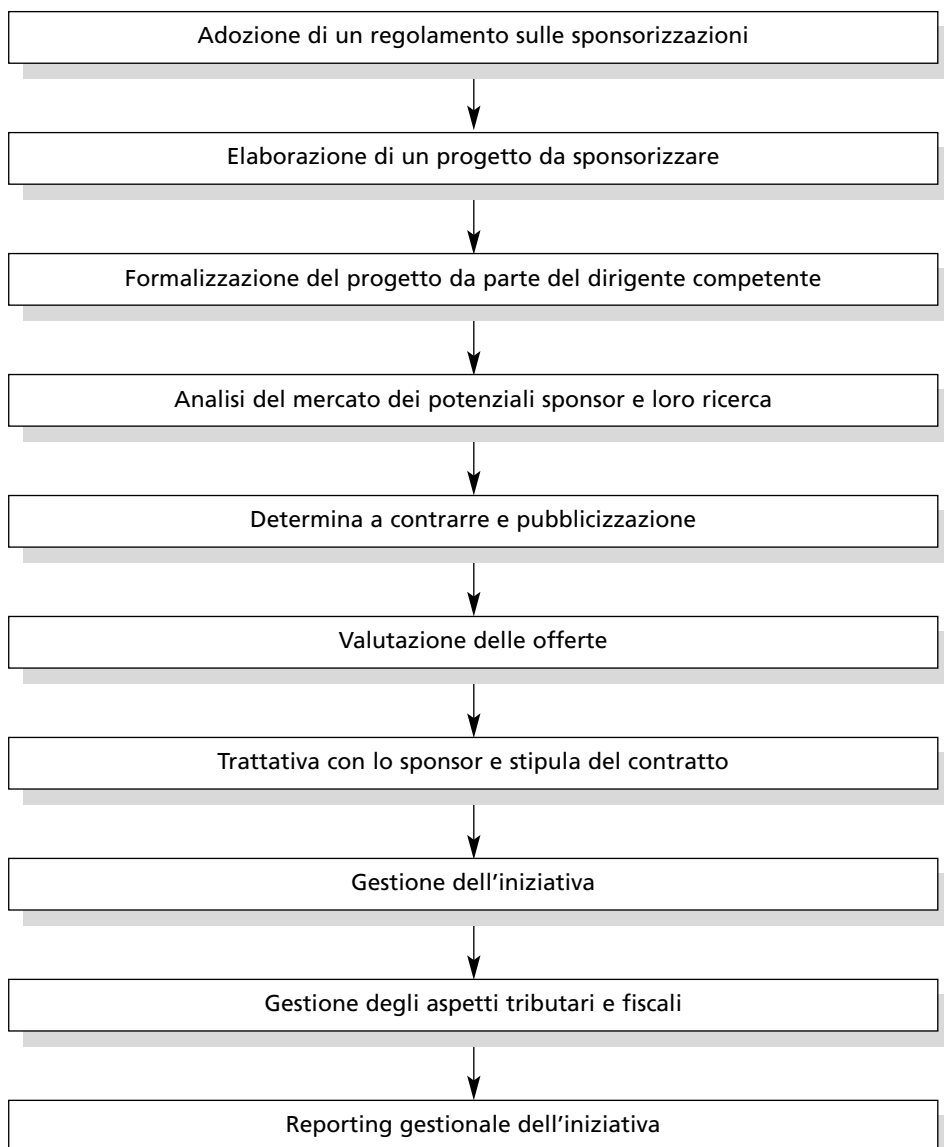 Adozione di un regolamento sulle sponsorizzazioni
Elaborazione di un progetto da sponsorizzare
Formalizzazione del progetto da parte del dirigente competente
Analisi del mercato dei potenziali sponsor e loro ricerca
Determina a contrarre e pubblicizzazione
Valutazione delle offerte
Trattativa con lo sponsor e stipula del contratto
Gestione dell’iniziativa
Gestione degli aspetti tributari e fiscali
Reporting gestionale dell’iniziativa